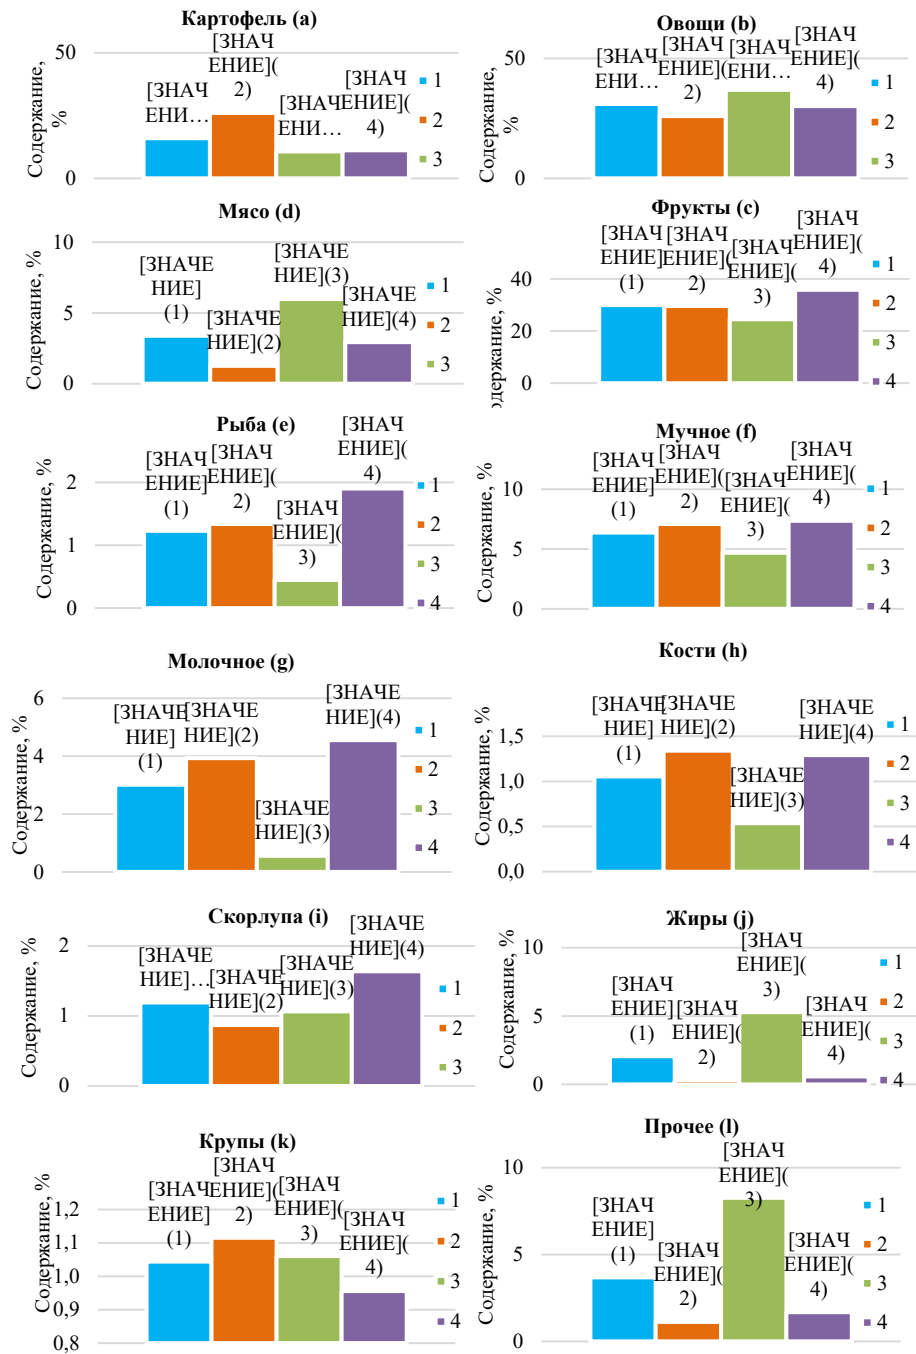 Картофель (a)
Содержание, %
50
0
[ЗНАЧ
ЕНИ…
[ЗНАЧ
ЕНИЕ](
2)
[ЗНАЧ
ЕНИ…
[ЗНАЧ
ЕНИЕ](
4)
1
2
3
Овощи (b)
Содержание, %
50
0
[ЗНАЧ
ЕНИ…
[ЗНАЧ
ЕНИЕ](
2)
[ЗНАЧ
ЕНИ…
[ЗНАЧ
ЕНИЕ](
4)
1
2
3
Мясо (d)
Содержание, %
10
5
0
[ЗНАЧЕ
НИЕ]
(1)
[ЗНАЧЕ
НИЕ](2)
[ЗНАЧЕ
НИЕ](3)
[ЗНАЧЕ
НИЕ](4)
1
2
3
Фрукты (c)
одержание, %
40
20
0
[ЗНАЧ
ЕНИЕ]
(1)
[ЗНАЧ
ЕНИЕ](
2)
[ЗНАЧ
ЕНИЕ](
3)
[ЗНАЧ
ЕНИЕ](
4)
1
2
3
4
Рыба (e)
Содержание, %
2
1
0
[ЗНАЧ
ЕНИЕ]
(1)
[ЗНАЧ
ЕНИЕ](
2)
[ЗНАЧ
ЕНИЕ](
3)
[ЗНАЧ
ЕНИЕ](
4)
1
2
3
4
Мучное (f)
Содержание, %
10
5
0
[ЗНАЧ
ЕНИЕ]
(1)
[ЗНАЧ
ЕНИЕ](
2)
[ЗНАЧ
ЕНИЕ](
3)
[ЗНАЧ
ЕНИЕ](
4)
1
2
3
4
Молочное (g)
Содержание, %
6
4
2
0
[ЗНАЧЕ
НИЕ]
(1)
[ЗНАЧЕ
НИЕ](2)
[ЗНАЧЕ
НИЕ](3)
[ЗНАЧЕ
НИЕ](4)
1
2
3
4
Кости (h)
Содержание, %
1,5
1,0
0,5
0,0
[ЗНАЧЕ
НИЕ]
(1)
[ЗНАЧЕ
НИЕ](2)
[ЗНАЧЕ
НИЕ](3)
[ЗНАЧЕ
НИЕ](4)
1
2
3
4
Скорлупа (i)
Содержание, %
2
1
0
[ЗНАЧЕ
НИЕ]…
[ЗНАЧЕ
НИЕ](2)
[ЗНАЧЕ
НИЕ](3)
[ЗНАЧЕ
НИЕ](4)
1
2
3
Жиры (j)
Содержание, %
10
5
0
[ЗНАЧ
ЕНИЕ]
(1)
[ЗНАЧ
ЕНИЕ](
2)
[ЗНАЧ
ЕНИЕ](
3)
[ЗНАЧ
ЕНИЕ](
4)
1
2
3
4
Крупы (k)
Содержание, %
1,2
1,1
1,0
0,9
0,8
[ЗНАЧ
ЕНИЕ]
(1)
[ЗНАЧ
ЕНИЕ](
2)
[ЗНАЧ
ЕНИЕ](
3)
[ЗНАЧ
ЕНИЕ](
4)
1
2
3
4
Прочее (l)
Содержание, %
10
5
0
[ЗНАЧ
ЕНИЕ]
(1)
[ЗНАЧ
ЕНИЕ](
2)
[ЗНАЧ
ЕНИЕ](
3)
[ЗНАЧ
ЕНИЕ](
4)
1
2
3
4